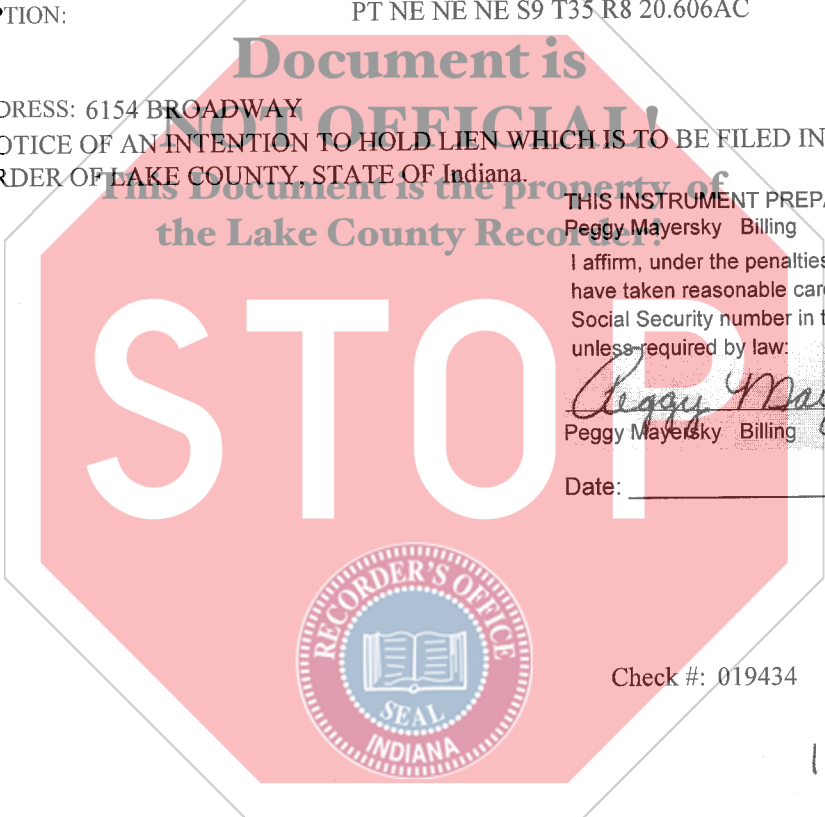 PTION:
PT NE NE NE S9 T35 R8 20.606AC
Document is
NOT OFFICIAL!
DRESS: 6154 BROADWAY
OTICE OF AN INTENTION TO HOLD LIEN WHICH IS TO BE FILED IN
RDER OF LAKE COUNTY, STATE OF Indiana.
This Document is the property of
the Lake County Recorder!
THIS INSTRUMENT PREPA
Peggy Mayersky Billing
I affirm, under the penalties
have taken reasonable car
Social Security number in t
unless required by law:
Peggy May
Peggy Mayersky Billing
Date:
STOP
RECORDER'S OFFICE
SEAL
INDIANA
Check #: 019434